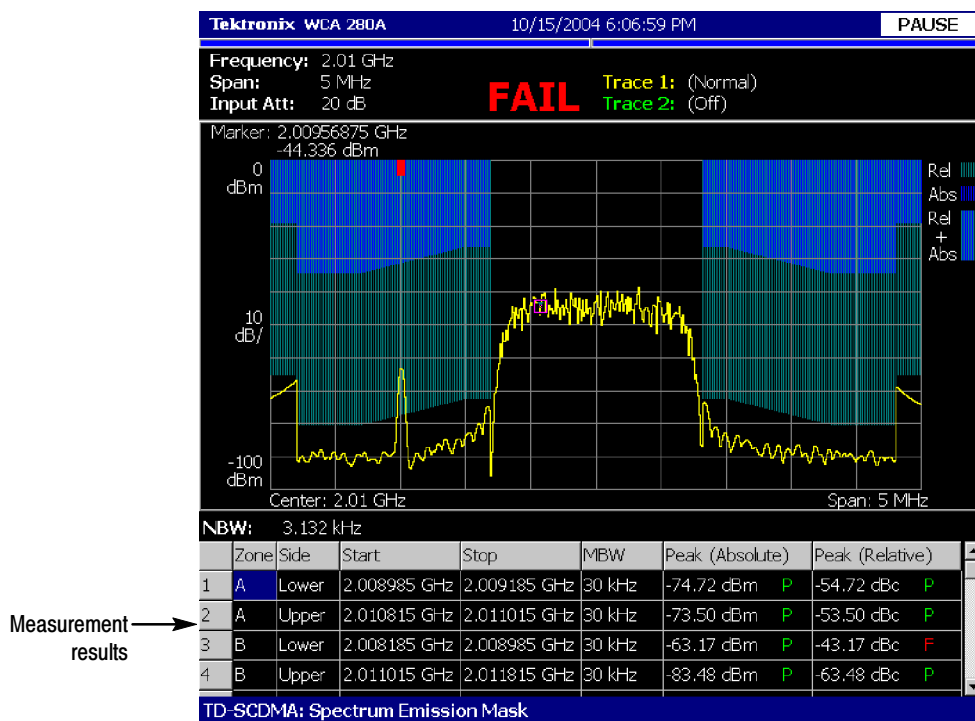 Tektronix WCA 280A 10/15/2004 6:06:59 PM PAUSE
Frequency: 2.01 GHz
Span: 5 MHz
Input Att: 20 dB
FAIL
Trace 1: (Normal)
Trace 2: (Off)
Marker: 2.00956875 GHz
-44.336 dBm
0
dBm
10
dB/
-100
dBm
Rel
Abs
Rel
+
Abs
Center: 2.01 GHz Span: 5 MHz
NBW: 3.132 kHz
Zone Side Start Stop MBW Peak (Absolute) Peak (Relative)
1 A Lower 2.008985 GHz 2.009185 GHz 30 kHz -74.72 dBm P -54.72 dBc P
2 A Upper 2.010815 GHz 2.011015 GHz 30 kHz -73.50 dBm P -53.50 dBc P
3 B Lower 2.008185 GHz 2.008985 GHz 30 kHz -63.17 dBm P -43.17 dBc F
4 B Upper 2.011015 GHz 2.011815 GHz 30 kHz -83.48 dBm P -63.48 dBc P
Measurement
results
TD-SCDMA: Spectrum Emission Mask